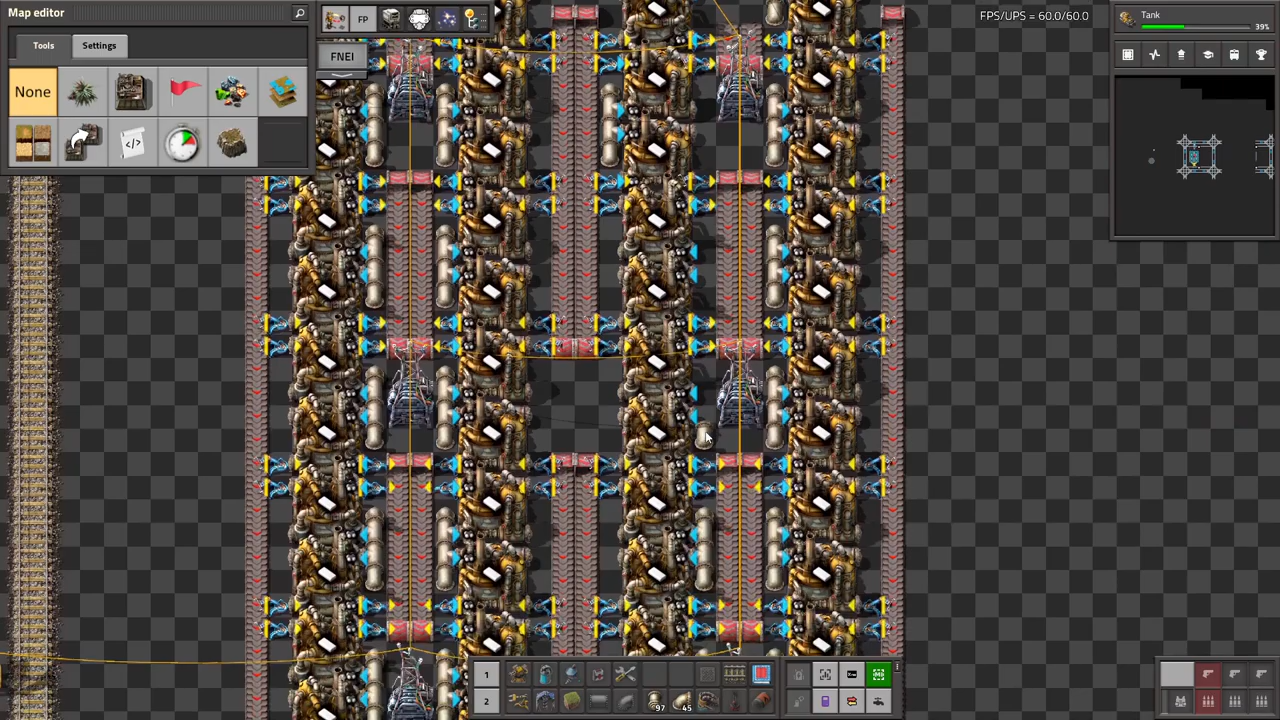 Map editor
FP
FPS/UPS = 60.0/60.0
Tank
39%
Tools
Settings
FNEI
None
</>
1
2
97
45